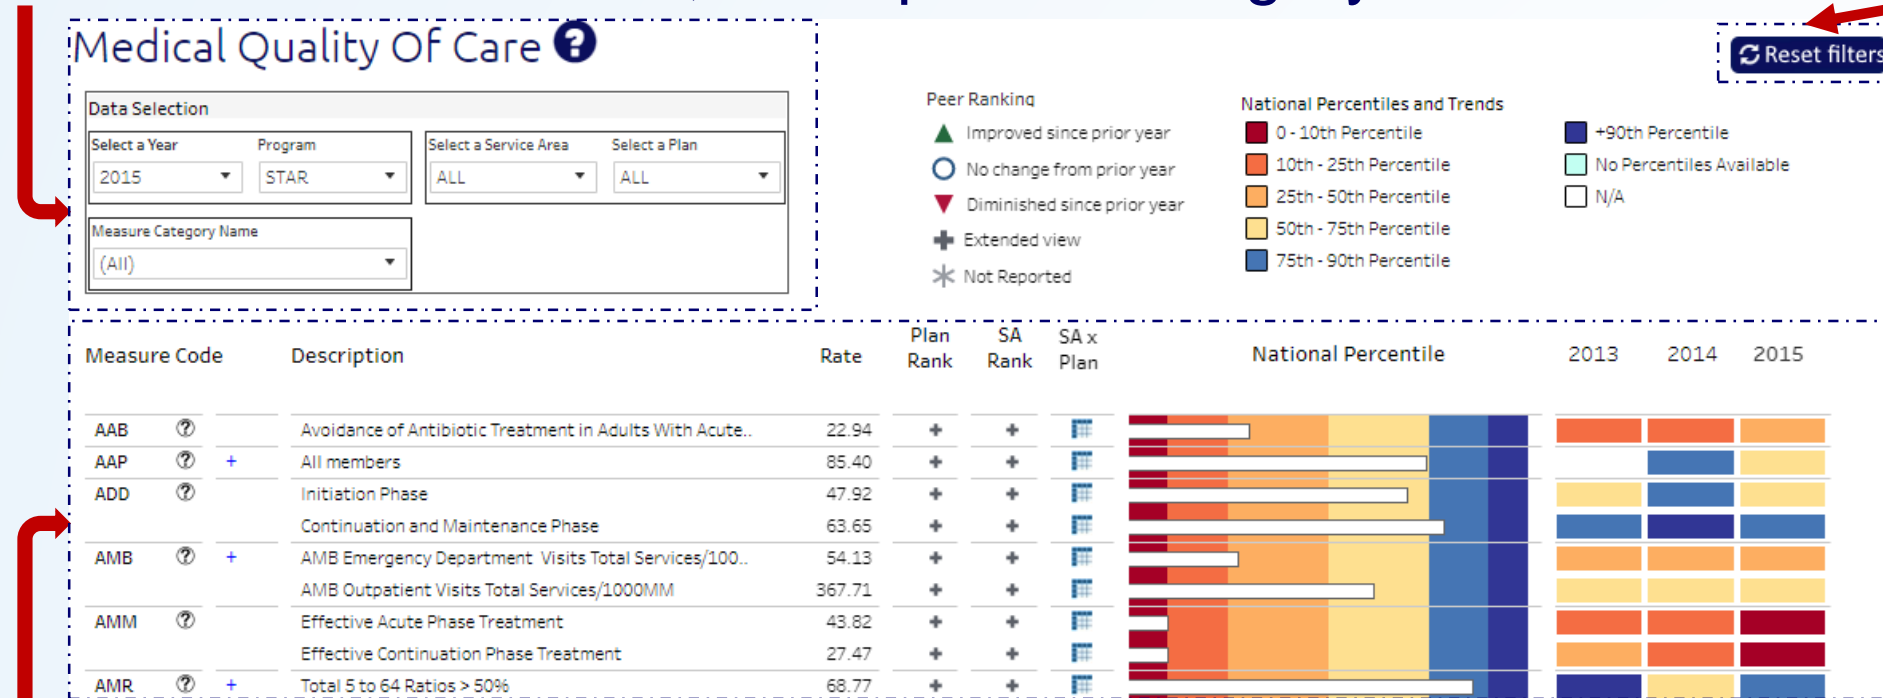 Medical Quality Of Care ?
Reset filters
Data Selection
Select a Year Program Select a Service Area Select a Plan
2015 STAR ALL ALL
Measure Category Name
(All)
Peer Ranking
Improved since prior year
No change from prior year
Diminished since prior year
Extended view
Not Reported
National Percentiles and Trends
0 - 10th Percentile
10th - 25th Percentile
25th - 50th Percentile
50th - 75th Percentile
75th - 90th Percentile
+90th Percentile
No Percentiles Available
N/A
Measure Code Description Rate Plan Rank SA Rank SA x Plan National Percentile 2013 2014 2015
AAB ? Avoidance of Antibiotic Treatment in Adults With Acute.. 22.94 + +
AAP ? + All members 85.40 + +
ADD ? Initiation Phase 47.92 + +
Continuation and Maintenance Phase 63.65 + +
AMB ? + AMB Emergency Department Visits Total Services/100.. 54.13 + +
AMB Outpatient Visits Total Services/1000MM 367.71 + +
AMM ? Effective Acute Phase Treatment 43.82 + +
Effective Continuation Phase Treatment 27.47 + +
AMR ? + Total 5 to 64 Ratios > 50% 68.77 + +